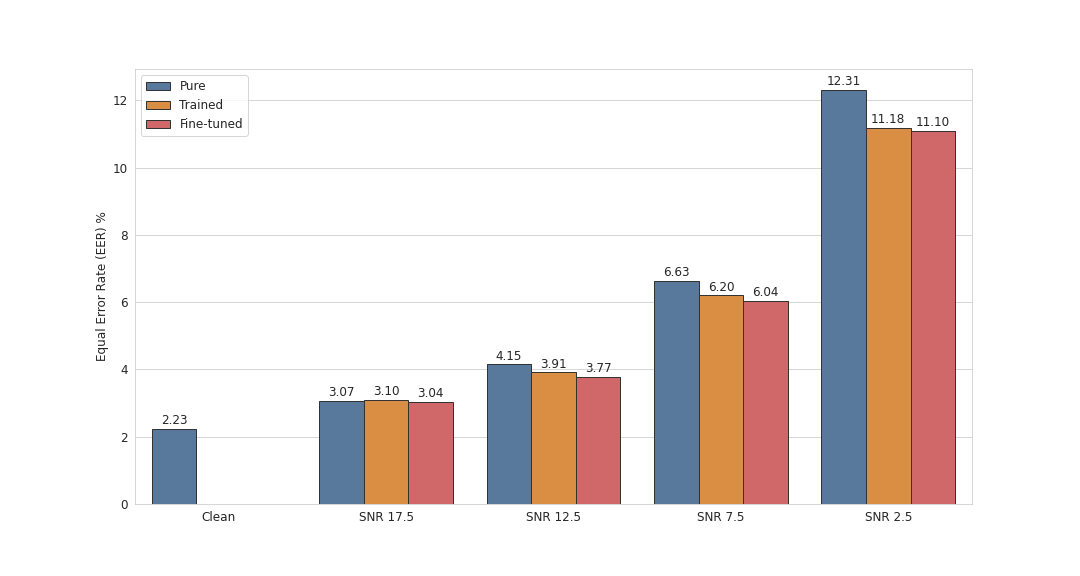 Pure
Trained
Fine-tuned
Equal Error Rate (EER) %
12
10
8
6
4
2
0
2.23
3.07 3.10 3.04
4.15 3.91 3.77
6.63 6.20 6.04
12.31 11.18 11.10
Clean SNR 17.5 SNR 12.5 SNR 7.5 SNR 2.5